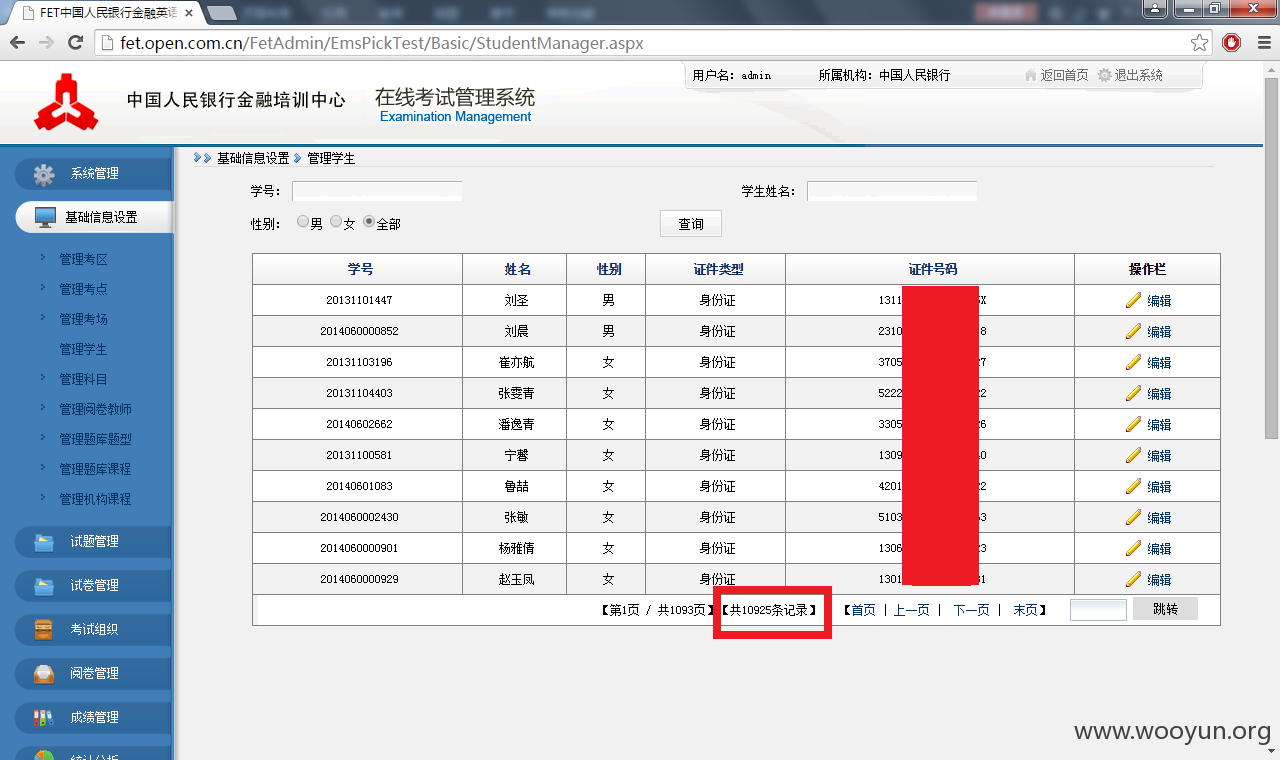 FET中国人民银行金融英语
fet.open.com.cn/FetAdmin/EmsPickTest/Basic/StudentManager.aspx
中国人民银行金融培训中心 在线考试管理系统
Examination Management
用户名：admin 所属机构：中国人民银行 返回首页 退出系统
基础信息设置 管理学生
系统管理
基础信息设置
管理考区
管理考点
管理考场
管理学生
管理科目
管理阅卷教师
管理题库题型
管理题库课程
管理机构课程
试题管理
试卷管理
考试组织
阅卷管理
成绩管理
统计分析
学号： 学生姓名：
性别： 男 女 全部 查询
学号 姓名 性别 证件类型 证件号码 操作栏
20131101447 刘圣 男 身份证 1311 X 编辑
2014060000852 刘晨 男 身份证 2310 8 编辑
20131103196 崔亦航 女 身份证 3705 27 编辑
20131104403 张雯青 女 身份证 5222 22 编辑
20140602662 潘逸青 女 身份证 3305 26 编辑
20131100581 宁馨 女 身份证 1309 40 编辑
20140601083 鲁喆 女 身份证 4201 22 编辑
2014060002430 张敏 女 身份证 5103 3 编辑
2014060000901 杨雅倩 女 身份证 1306 23 编辑
2014060000929 赵玉凤 女 身份证 1301 1 编辑
【第1页 / 共1093页】【共10925条记录】 【首页 | 上一页 | 下一页 | 末页】 跳转
www.wooyun.org